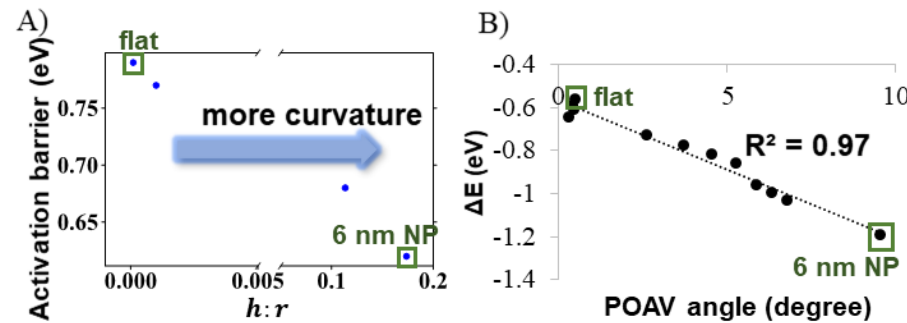 A)
flat
Activation barrier (eV)
0.75
0.70
0.65
more curvature
6 nm NP
0.000
0.005
0.1
0.2
h:r
B)
-0.4
0
5
10
-0.6
flat
-0.8
R² = 0.97
ΔE (eV)
-1
-1.2
6 nm NP
-1.4
POAV angle (degree)